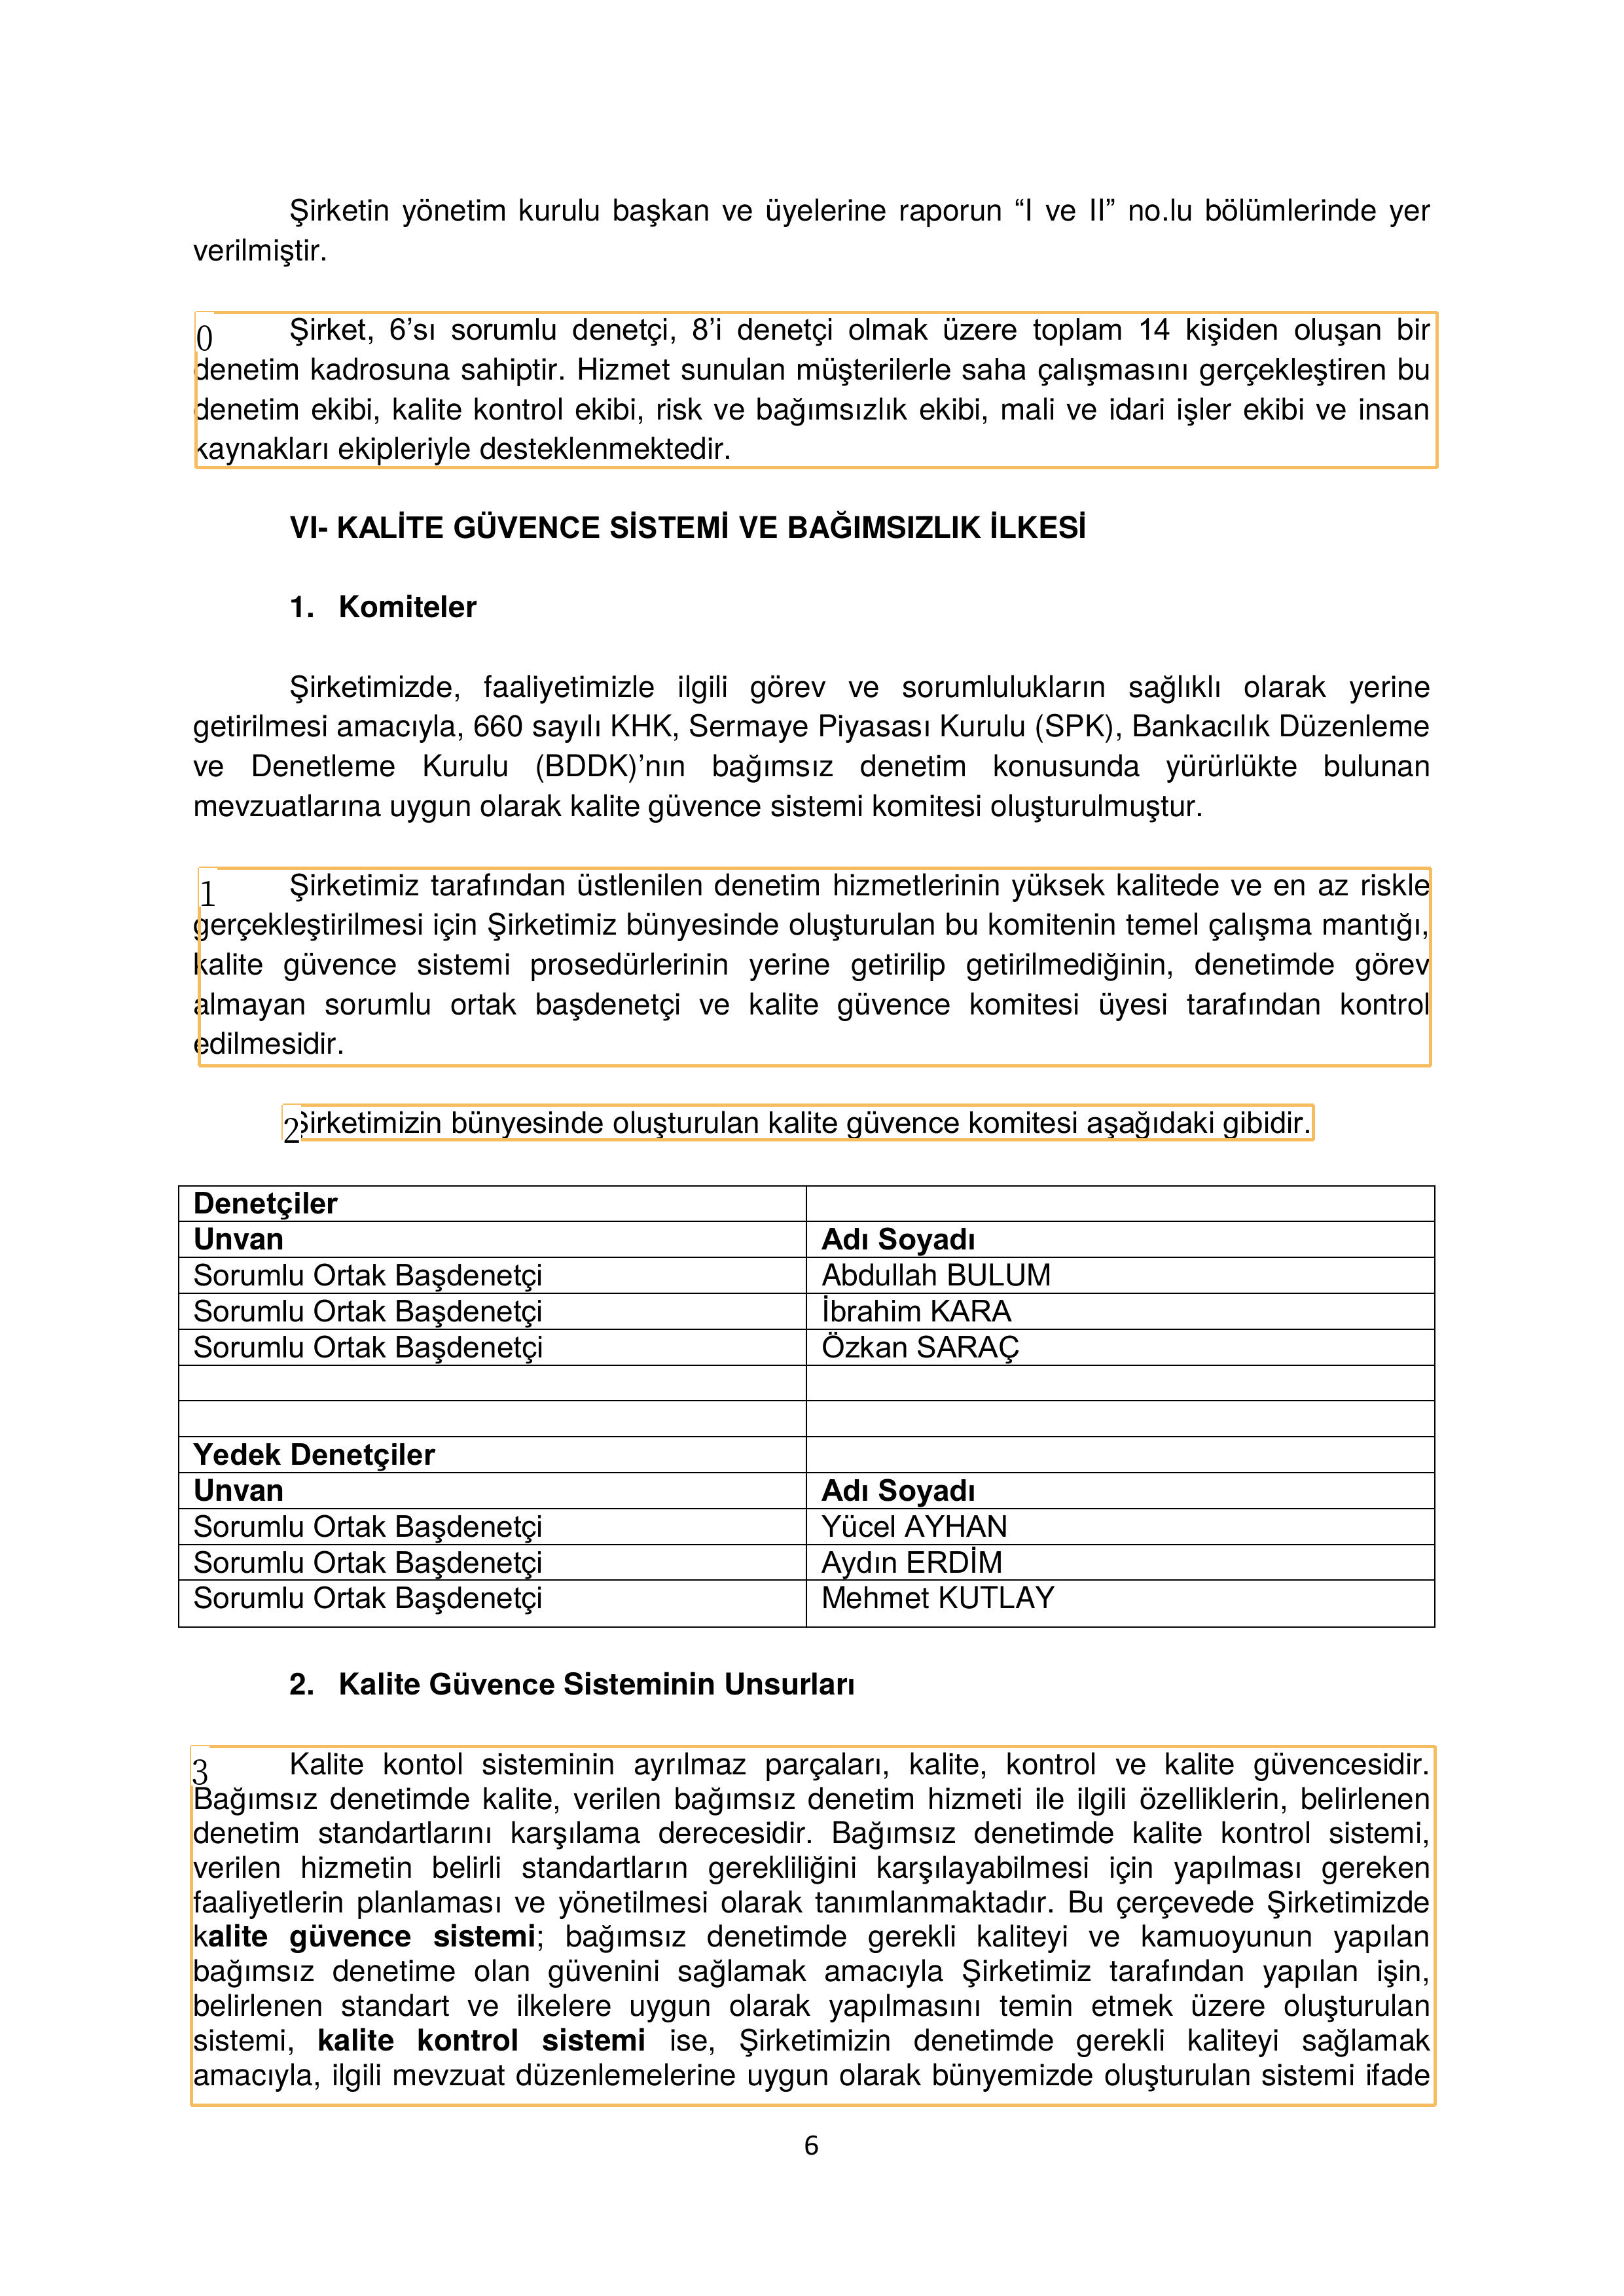 Şirketin yönetim kurulu başkan ve üyelerine raporun “I ve II” no.lu bölümlerinde yer
verilmiştir.
0 Şirket, 6’sı sorumlu denetçi, 8’i denetçi olmak üzere toplam 14 kişiden oluşan bir
denetim kadrosuna sahiptir. Hizmet sunulan müşterilerle saha çalışmasını gerçekleştiren bu
denetim ekibi, kalite kontrol ekibi, risk ve bağımsızlık ekibi, mali ve idari işler ekibi ve insan
kaynakları ekipleriyle desteklenmektedir.
VI- KALİTE GÜVENCE SİSTEMİ VE BAĞIMSIZLIK İLKESİ
1. Komiteler
Şirketimizde, faaliyetimizle ilgili görev ve sorumlulukların sağlıklı olarak yerine
getirilmesi amacıyla, 660 sayılı KHK, Sermaye Piyasası Kurulu (SPK), Bankacılık Düzenleme
ve Denetleme Kurulu (BDDK)’nın bağımsız denetim konusunda yürürlükte bulunan
mevzuatlarına uygun olarak kalite güvence sistemi komitesi oluşturulmuştur.
1 Şirketimiz tarafından üstlenilen denetim hizmetlerinin yüksek kalitede ve en az riskle
gerçekleştirilmesi için Şirketimiz bünyesinde oluşturulan bu komitenin temel çalışma mantığı,
kalite güvence sistemi prosedürlerinin yerine getirilip getirilmediğinin, denetimde görev
almayan sorumlu ortak başdenetçi ve kalite güvence komitesi üyesi tarafından kontrol
edilmesidir.
2 Şirketimizin bünyesinde oluşturulan kalite güvence komitesi aşağıdaki gibidir.
Denetçiler
Unvan Adı Soyadı
Sorumlu Ortak Başdenetçi Abdullah BULUM
Sorumlu Ortak Başdenetçi İbrahim KARA
Sorumlu Ortak Başdenetçi Özkan SARAÇ
Yedek Denetçiler
Unvan Adı Soyadı
Sorumlu Ortak Başdenetçi Yücel AYHAN
Sorumlu Ortak Başdenetçi Aydın ERDİM
Sorumlu Ortak Başdenetçi Mehmet KUTLAY
2. Kalite Güvence Sisteminin Unsurları
3 Kalite kontol sisteminin ayrılmaz parçaları, kalite, kontrol ve kalite güvencesidir.
Bağımsız denetimde kalite, verilen bağımsız denetim hizmeti ile ilgili özelliklerin, belirlenen
denetim standartlarını karşılama derecesidir. Bağımsız denetimde kalite kontrol sistemi,
verilen hizmetin belirli standartların gerekliliğini karşılayabilmesi için yapılması gereken
faaliyetlerin planlaması ve yönetilmesi olarak tanımlanmaktadır. Bu çerçevede Şirketimizde
kalite güvence sistemi; bağımsız denetimde gerekli kaliteyi ve kamuoyunun yapılan
bağımsız denetime olan güvenini sağlamak amacıyla Şirketimiz tarafından yapılan işin,
belirlenen standart ve ilkelere uygun olarak yapılmasını temin etmek üzere oluşturulan
sistemi, kalite kontrol sistemi ise, Şirketimizin denetimde gerekli kaliteyi sağlamak
amacıyla, ilgili mevzuat düzenlemelerine uygun olarak bünyemizde oluşturulan sistemi ifade
6